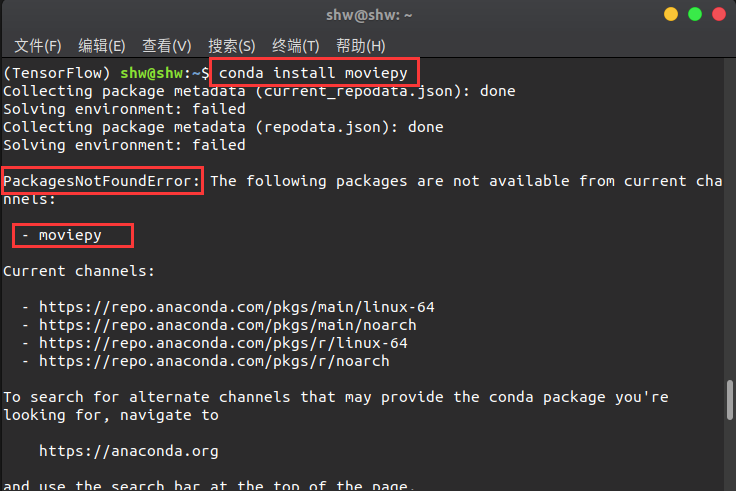 shw@shw: ~
文件(F) 编辑(E) 查看(V) 搜索(S) 终端(T) 帮助(H)
(TensorFlow) shw@shw:~$ conda install moviepy
Collecting package metadata (current_repodata.json): done
Solving environment: failed
Collecting package metadata (repodata.json): done
Solving environment: failed
PackagesNotFoundError: The following packages are not available from current cha
nnels:
- moviepy
Current channels:
- https://repo.anaconda.com/pkgs/main/linux-64
- https://repo.anaconda.com/pkgs/main/noarch
- https://repo.anaconda.com/pkgs/r/linux-64
- https://repo.anaconda.com/pkgs/r/noarch
To search for alternate channels that may provide the conda package you're
looking for, navigate to
https://anaconda.org
and use the search bar at the top of the page.